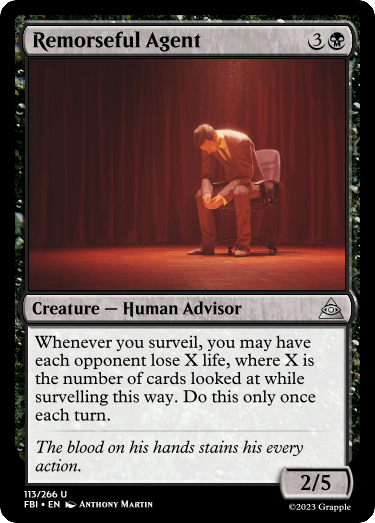 Remorseful Agent 3
Creature — Human Advisor
Whenever you surveil, you may have
each opponent lose X life, where X is
the number of cards looked at while
survelling this way. Do this only once
each turn.
The blood on his hands stains his every
action.
2/5
113/266 U
FBI • EN Anthony Martin
©2023 Grapple